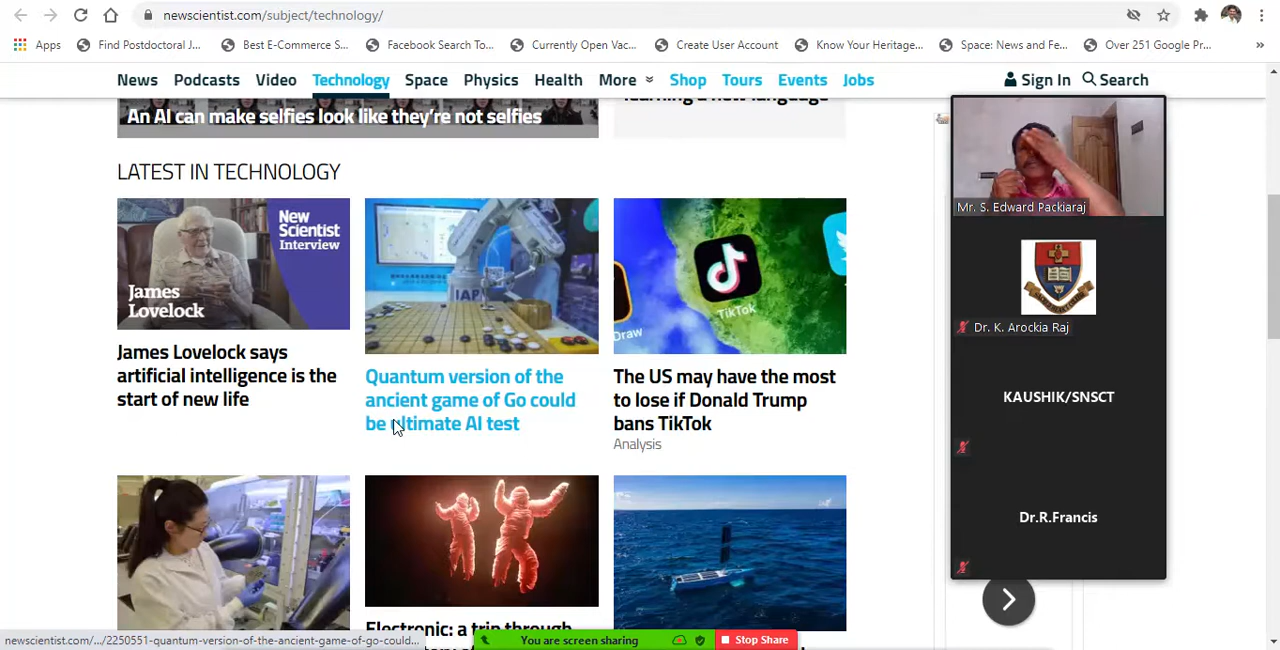 newscientist.com/subject/technology/
Apps Find Postdoctoral J... Best E-Commerce S... Facebook Search To... Currently Open Vac... Create User Account Know Your Heritage... Space: News and Fe... Over 251 Google Pr... »
News Podcasts Video Technology Space Physics Health More Shop Tours Events Jobs Sign In Search
An AI can make selfies look like they're not selfies
learning a new language
LATEST IN TECHNOLOGY
New
Scientist
Interview
James
Lovelock
IAPM
Draw
TikTok
James Lovelock says
artificial intelligence is the
start of new life
Quantum version of the
ancient game of Go could
be ultimate AI test
The US may have the most
to lose if Donald Trump
bans TikTok
Analysis
Electronic: a trip through
Mr. S. Edward Packiaraj
Dr. K. Arockia Raj
KAUSHIK/SNSCT
Dr.R.Francis
newscientist.com/.../2250551-quantum-version-of-the-ancient-game-of-go-could...
You are screen sharing Stop Share